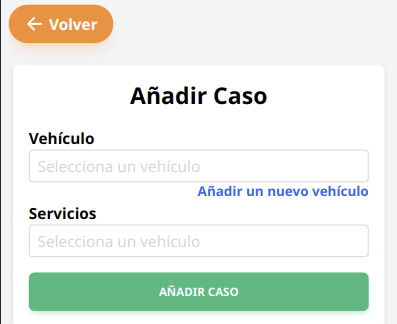 Volver
Añadir Caso
Vehículo
Selecciona un vehículo
Añadir un nuevo vehículo
Servicios
Selecciona un vehículo
AÑADIR CASO